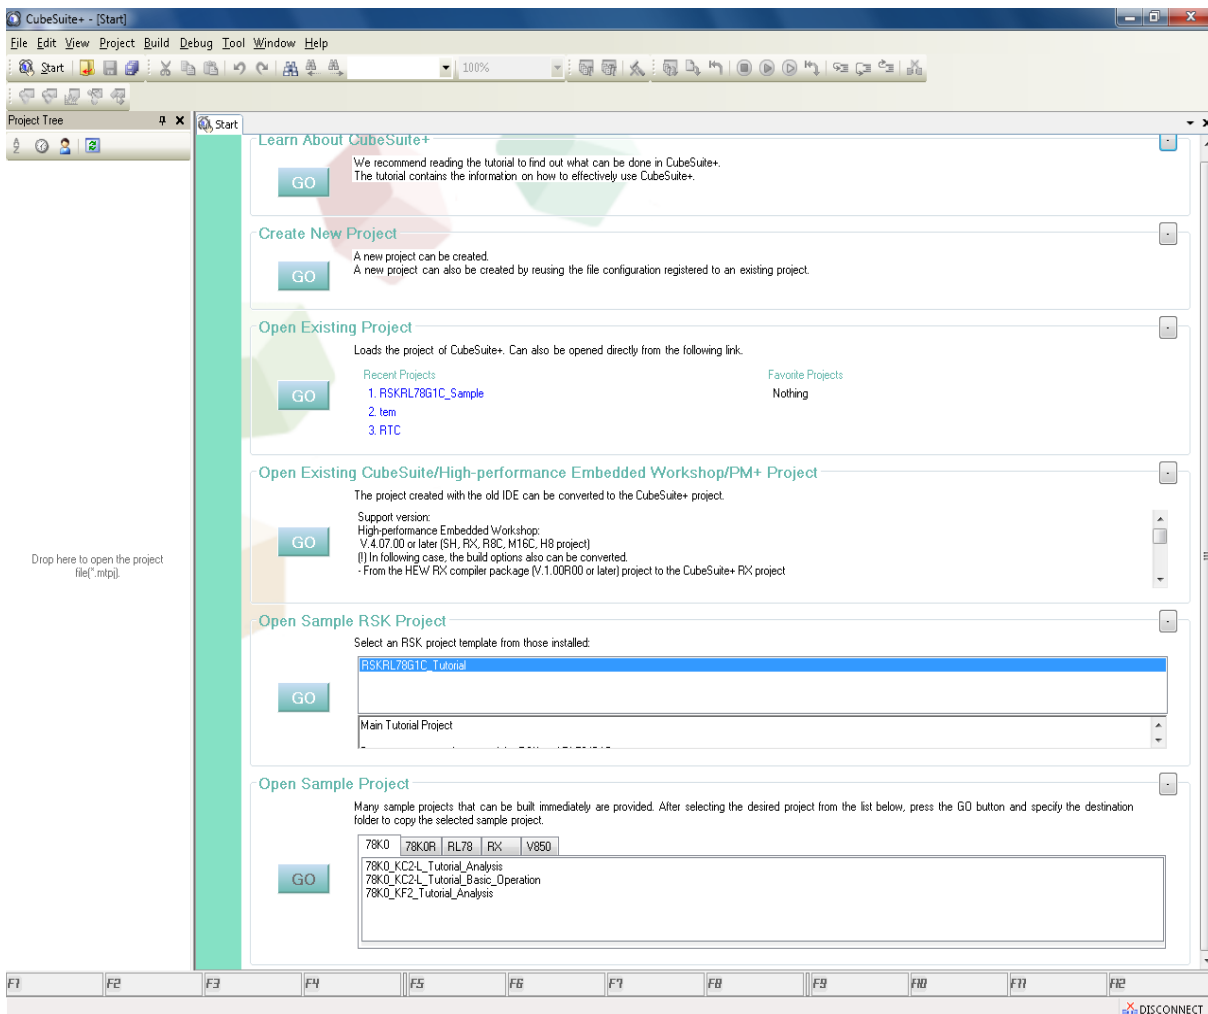 CubeSuite+ - [Start]
File Edit View Project Build Debug Tool Window Help
Start 100%
Project Tree
Start
Learn About CubeSuite+
We recommend reading the tutorial to find out what can be done in CubeSuite+.
The tutorial contains the information on how to effectively use CubeSuite+.
GO
Create New Project
A new project can be created.
A new project can also be created by reusing the file configuration registered to an existing project.
GO
Open Existing Project
Loads the project of CubeSuite+. Can also be opened directly from the following link.
Recent Projects Favorite Projects
GO
1. RSKRL78G1C_Sample Nothing
2. tem
3. RTC
Open Existing CubeSuite/High-performance Embedded Workshop/PM+ Project
The project created with the old IDE can be converted to the CubeSuite+ project.
Support version:
High-performance Embedded Workshop:
GO
V.4.07.00 or later (SH, RX, R8C, M16C, H8 project)
(!) In following case, the build options also can be converted.
- From the HEW RX compiler package (V.1.00R00 or later) project to the CubeSuite+ RX project
Drop here to open the project
file(*.mtpj).
Open Sample RSK Project
Select an RSK project template from those installed:
RSKRL78G1C_Tutorial
GO
Main Tutorial Project
Open Sample Project
Many sample projects that can be built immediately are provided. After selecting the desired project from the list below, press the GO button and specify the destination
folder to copy the selected sample project.
78K0 78K0R RL78 RX V850
78K0_KC2-L_Tutorial_Analysis
78K0_KC2-L_Tutorial_Basic_Operation
78K0_KF2_Tutorial_Analysis
GO
F1 F2 F3 F4 F5 F6 F7 F8 F9 F10 F11 F12
DISCONNECT